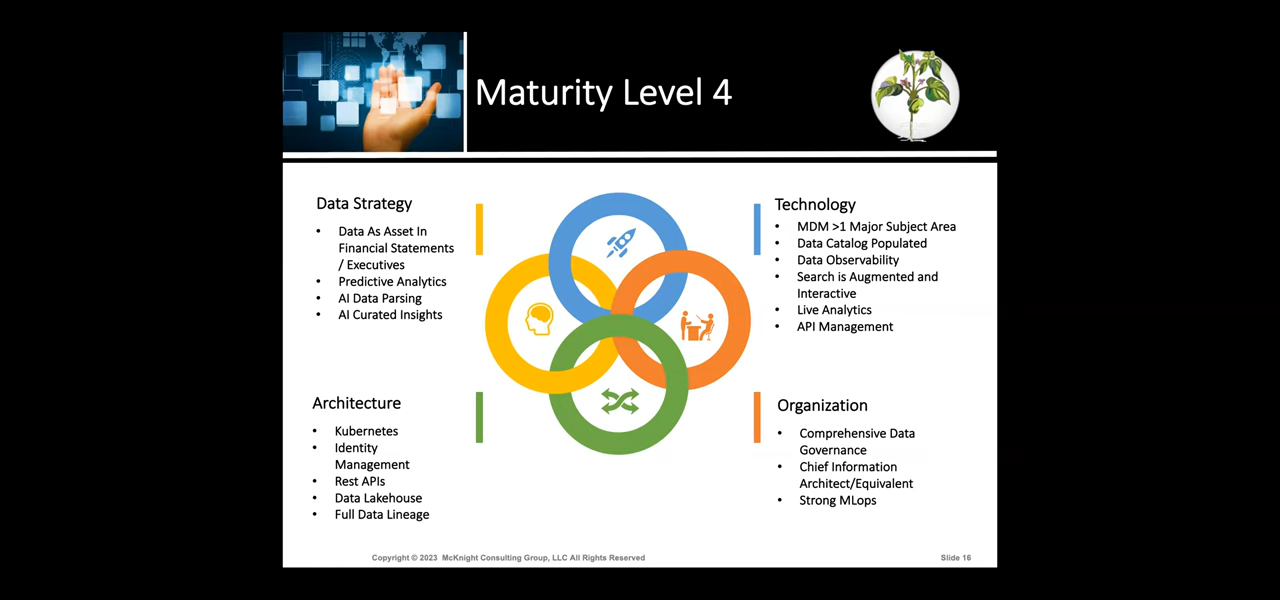 Maturity Level 4
Data Strategy
• Data As Asset In
Financial Statements
/ Executives
• Predictive Analytics
• AI Data Parsing
• AI Curated Insights
Technology
• MDM >1 Major Subject Area
• Data Catalog Populated
• Data Observability
• Search is Augmented and
Interactive
• Live Analytics
• API Management
Architecture
• Kubernetes
• Identity
Management
• Rest APIs
• Data Lakehouse
• Full Data Lineage
Organization
• Comprehensive Data
Governance
• Chief Information
Architect/Equivalent
• Strong MLops
Copyright © 2023 McKnight Consulting Group, LLC All Rights Reserved
Slide 16